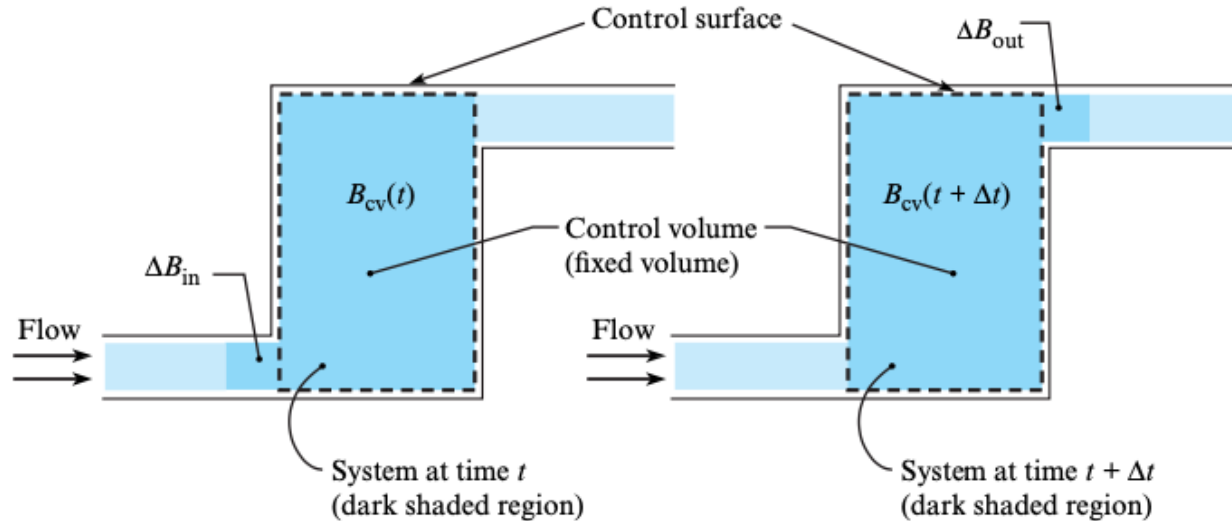 Control surface
ΔB_out
B_cv(t)
B_cv(t + Δt)
Control volume
(fixed volume)
ΔB_in
Flow
Flow
System at time t
(dark shaded region)
System at time t + Δt
(dark shaded region)